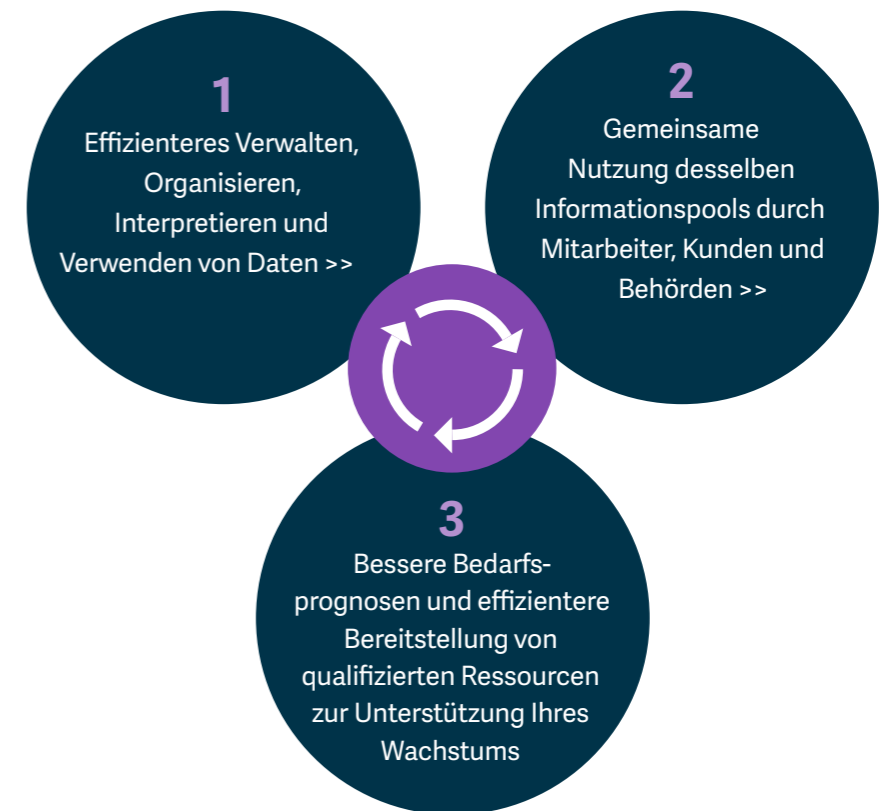 1
Effizienteres Verwalten,
Organisieren,
Interpretieren und
Verwenden von Daten >>
2
Gemeinsame
Nutzung desselben
Informationspools durch
Mitarbeiter, Kunden und
Behörden >>
3
Bessere Bedarfs-
prognosen und effizientere
Bereitstellung von
qualifizierten Ressourcen
zur Unterstützung Ihres
Wachstums